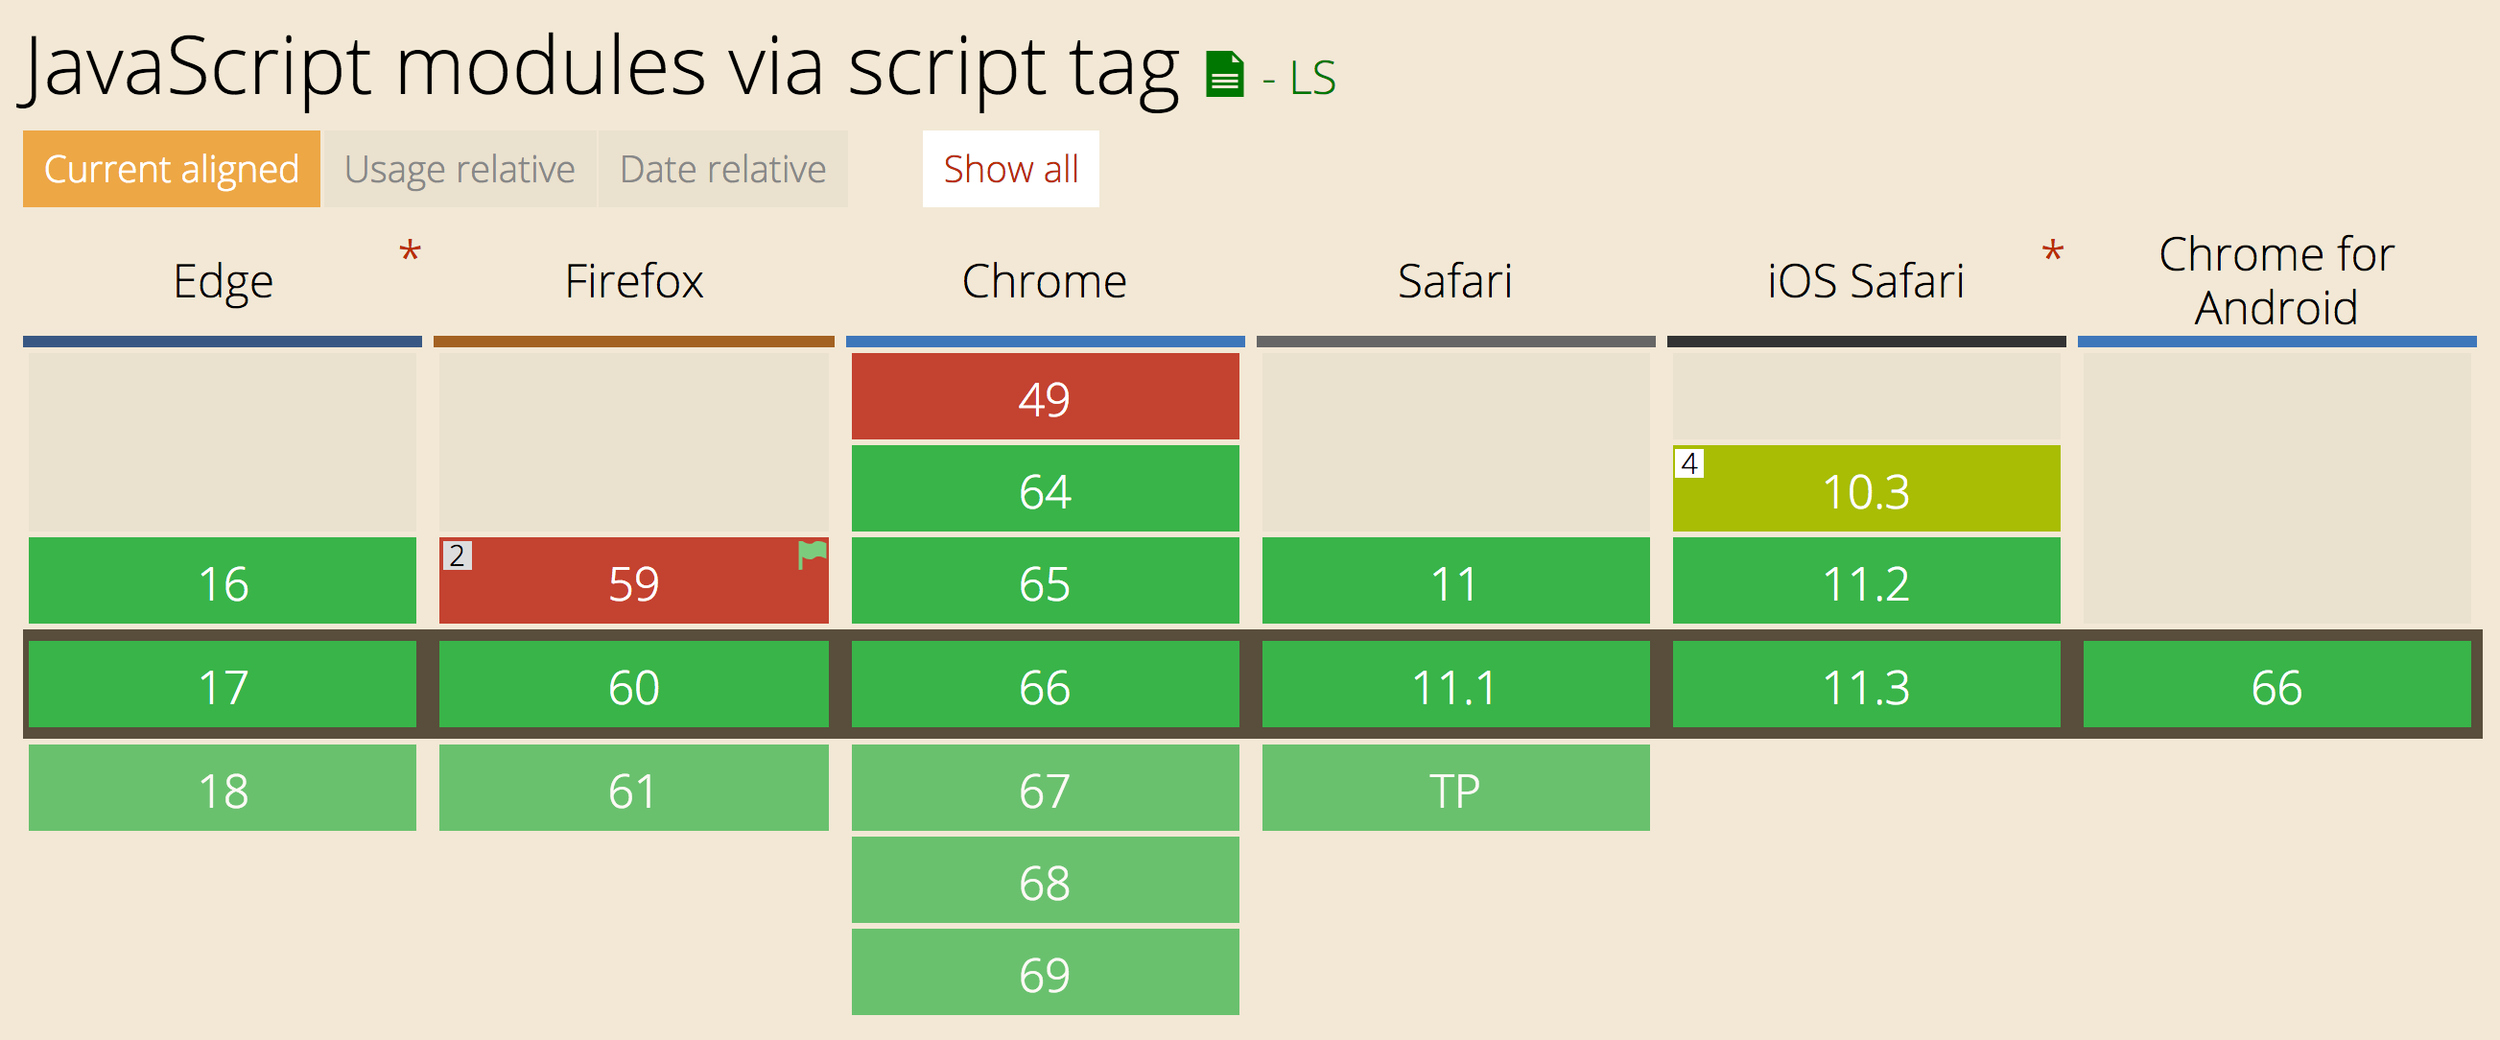 JavaScript modules via script tag - LS
Current aligned Usage relative Date relative Show all
Edge * Firefox Chrome Safari iOS Safari * Chrome for Android
49
64 4 10.3
16 2 59 65 11 11.2
17 60 66 11.1 11.3 66
18 61 67 TP
68
69